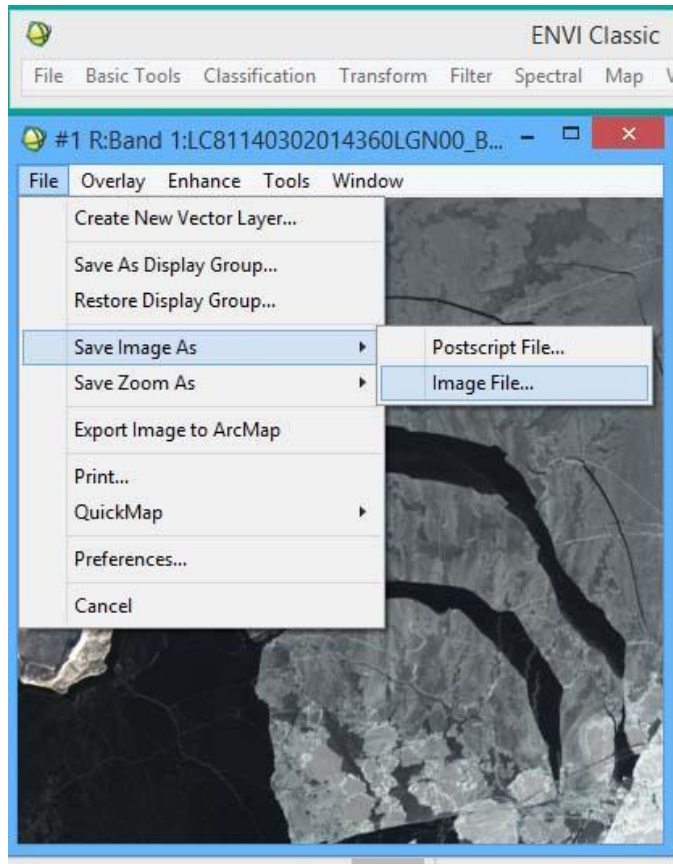 ENVI Classic
File Basic Tools Classification Transform Filter Spectral Map
#1 R:Band 1:LC81140302014360LGN00_B...
File Overlay Enhance Tools Window
Create New Vector Layer...
Save As Display Group...
Restore Display Group...
Save Image As
Postscript File...
Save Zoom As
Image File...
Export Image to ArcMap
Print...
QuickMap
Preferences...
Cancel